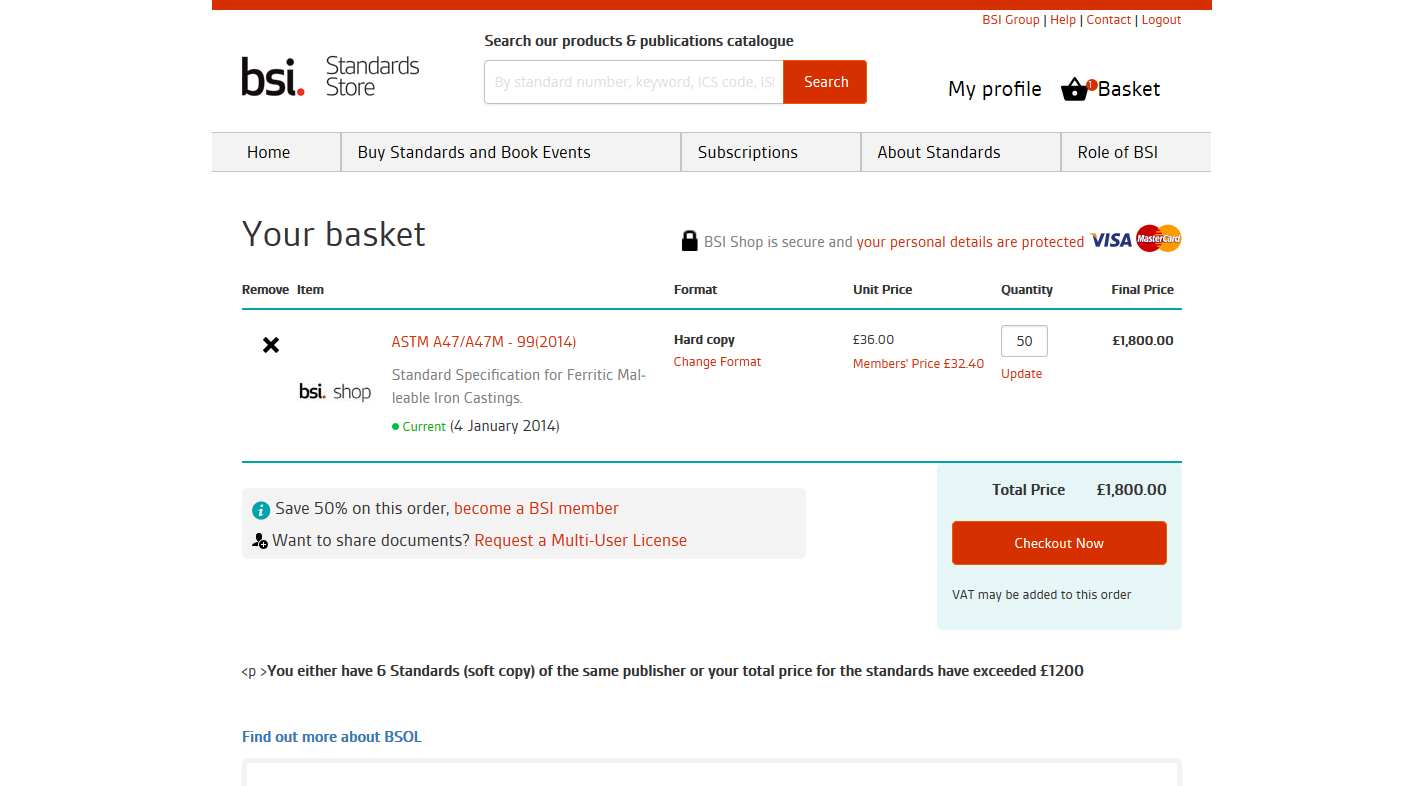 BSI Group | Help | Contact | Logout
Search our products & publications catalogue
bsi. Standards Store
By standard number, keyword, ICS code, ISI
Search
My profile
1
Basket
Home
Buy Standards and Book Events
Subscriptions
About Standards
Role of BSI
Your basket
BSI Shop is secure and your personal details are protected VISA MasterCard
Remove Item Format Unit Price Quantity Final Price
ASTM A47/A47M - 99(2014)
Hard copy
£36.00
50
£1,800.00
Change Format
Members' Price £32.40
Update
bsi. shop
Standard Specification for Ferritic Mal-
leable Iron Castings.
Current (4 January 2014)
Total Price £1,800.00
Save 50% on this order, become a BSI member
Want to share documents? Request a Multi-User License
Checkout Now
VAT may be added to this order
<p >You either have 6 Standards (soft copy) of the same publisher or your total price for the standards have exceeded £1200
Find out more about BSOL